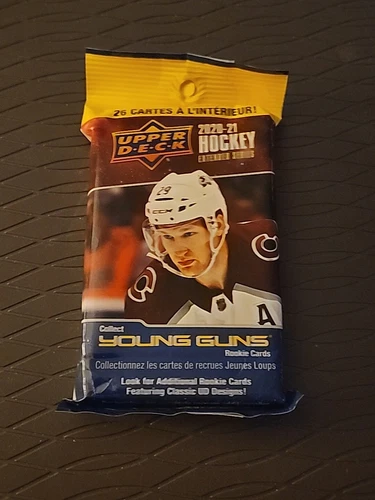 26 CARTES À L'INTÉRIEUR!
UPPER
D·E·C·K
2020-21
HOCKEY
EXTENDED SERIES
29
CCM
A
Collect
YOUNG GUNS
Rookie Cards
Collectionnez les cartes de recrues Jeunes Loups
Look for Additional Rookie Cards
Featuring Classic UD Designs!